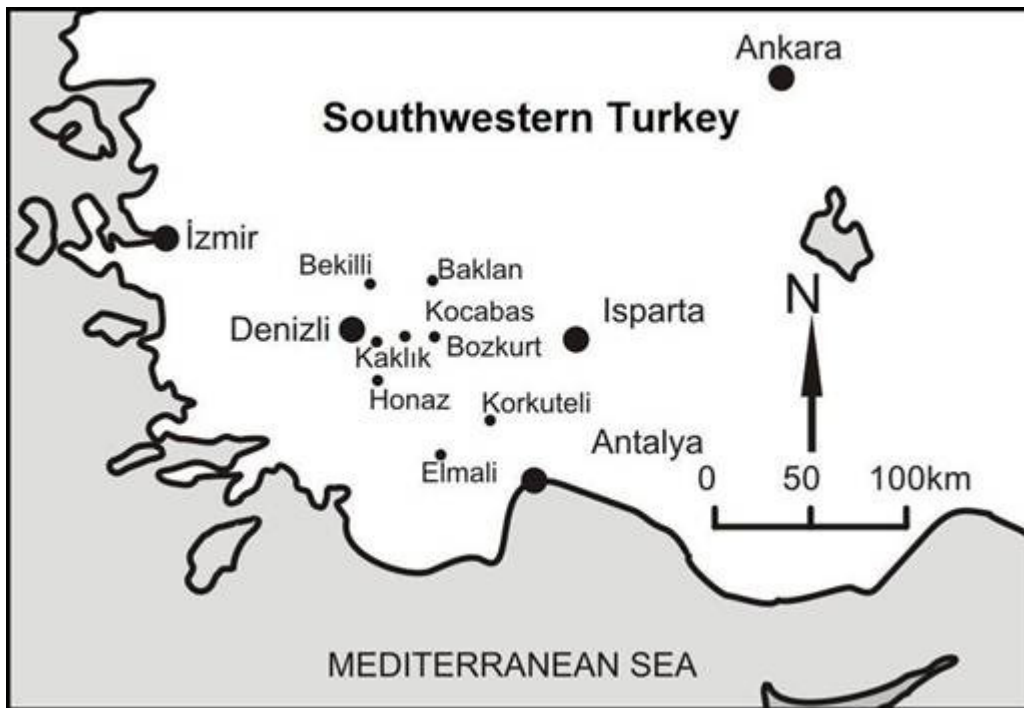 Ankara
Southwestern Turkey
İzmir
Bekilli
Baklan
N
Isparta
Kocabas
Denizli
Bozkurt
Kaklık
Honaz
Korkuteli
Antalya
Elmali
0 50 100km
MEDITERRANEAN SEA